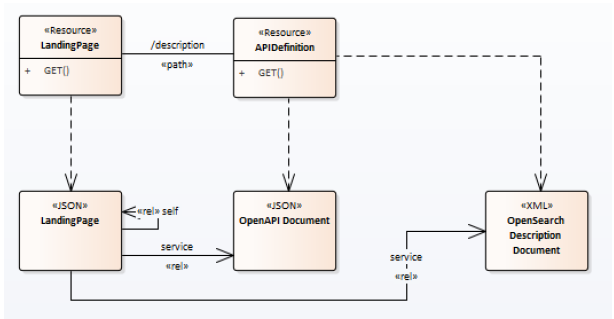 «Resource»
LandingPage
+ GET()
/description
«path»
«Resource»
APIDefinition
+ GET()
«JSON»
LandingPage
«rel» self
service
«rel»
«JSON»
OpenAPI Document
service
«rel»
«XML»
OpenSearch
Description
Document